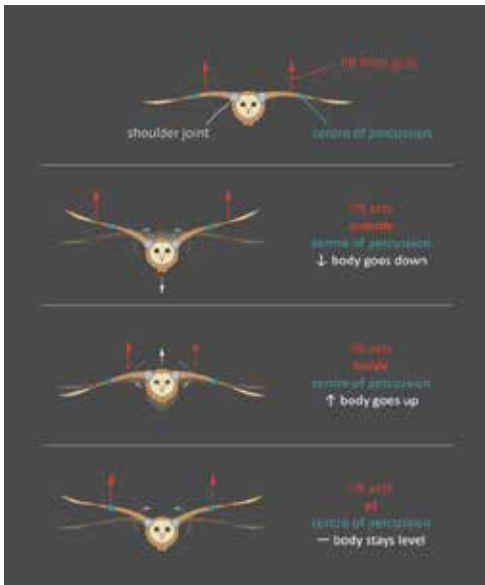 lift from gust
shoulder joint
centre of percussion
lift acts
outside
centre of percussion
↓ body goes down
lift acts
inside
centre of percussion
↑ body goes up
lift acts
at
centre of percussion
— body stays level